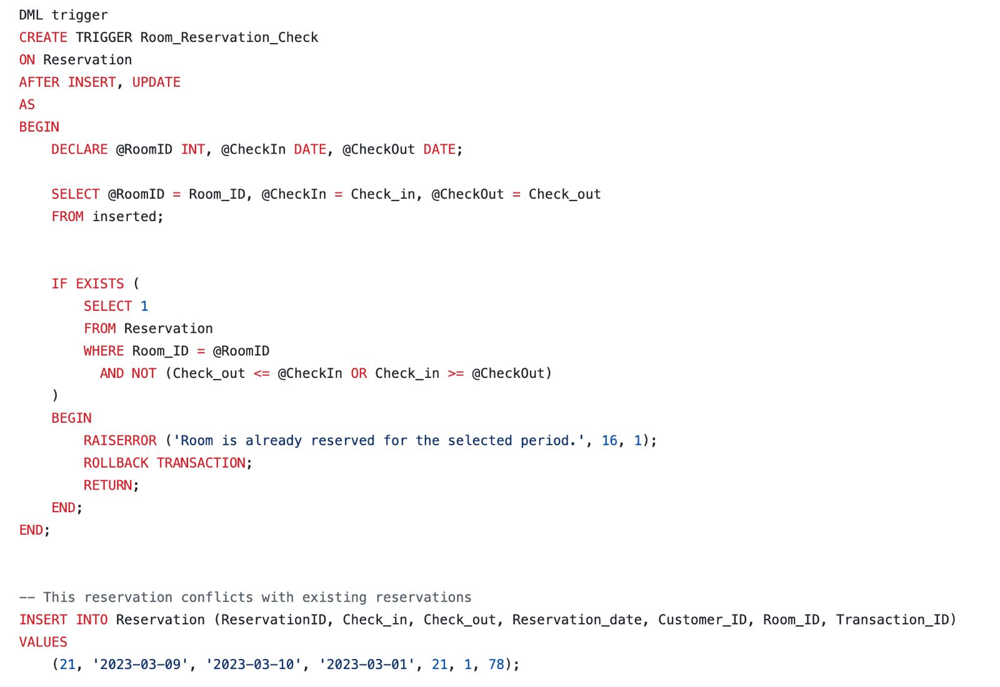 DML trigger
CREATE TRIGGER Room_Reservation_Check
ON Reservation
AFTER INSERT, UPDATE
AS
BEGIN
    DECLARE @RoomID INT, @CheckIn DATE, @CheckOut DATE;
    SELECT @RoomID = Room_ID, @CheckIn = Check_in, @CheckOut = Check_out
    FROM inserted;
    IF EXISTS (
        SELECT 1
        FROM Reservation
        WHERE Room_ID = @RoomID
          AND NOT (Check_out <= @CheckIn OR Check_in >= @CheckOut)
    )
    BEGIN
        RAISERROR ('Room is already reserved for the selected period.', 16, 1);
        ROLLBACK TRANSACTION;
        RETURN;
    END;
END;
-- This reservation conflicts with existing reservations
INSERT INTO Reservation (ReservationID, Check_in, Check_out, Reservation_date, Customer_ID, Room_ID, Transaction_ID)
VALUES
    (21, '2023-03-09', '2023-03-10', '2023-03-01', 21, 1, 78);